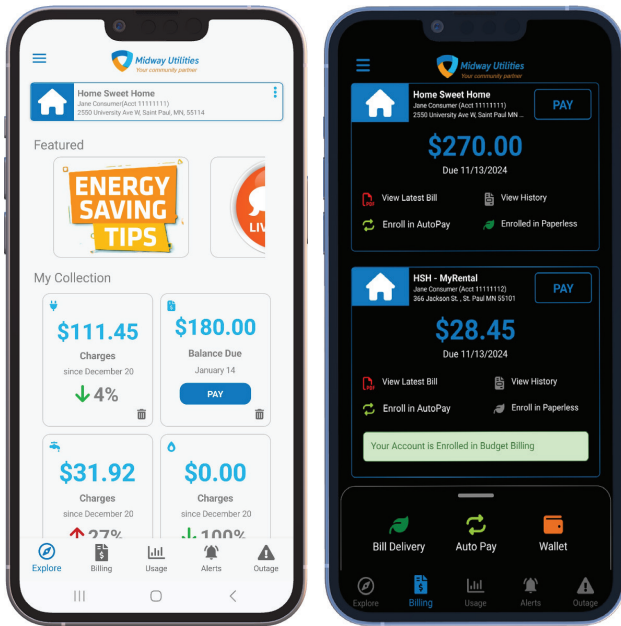 Midway Utilities
Your community partner
Home Sweet Home
Jane Consumer(Acct 11111111)
2550 University Ave W, Saint Paul, MN, 55114
Featured
ENERGY
SAVING
TIPS
LIV
My Collection
$111.45
Charges
since December 20
4%
$180.00
Balance Due
January 14
PAY
$31.92
Charges
since December 20
27%
$0.00
Charges
since December 20
100%
Explore
Billing
Usage
Alerts
Outage
Midway Utilities
Your community partner
Home Sweet Home
Jane Consumer (Acct 11111111)
2550 University Ave W, Saint Paul MN ...
PAY
$270.00
Due 11/13/2024
PDF
View Latest Bill
View History
Enroll in AutoPay
Enrolled in Paperless
HSH - MyRental
Jane Consumer (Acct 11111112)
366 Jackson St. , St. Paul MN 55101
PAY
$28.45
Due 11/13/2024
PDF
View Latest Bill
View History
Enroll in AutoPay
Enroll in Paperless
Your Account is Enrolled in Budget Billing
Bill Delivery
Auto Pay
Wallet
Explore
Billing
Usage
Alerts
Outage